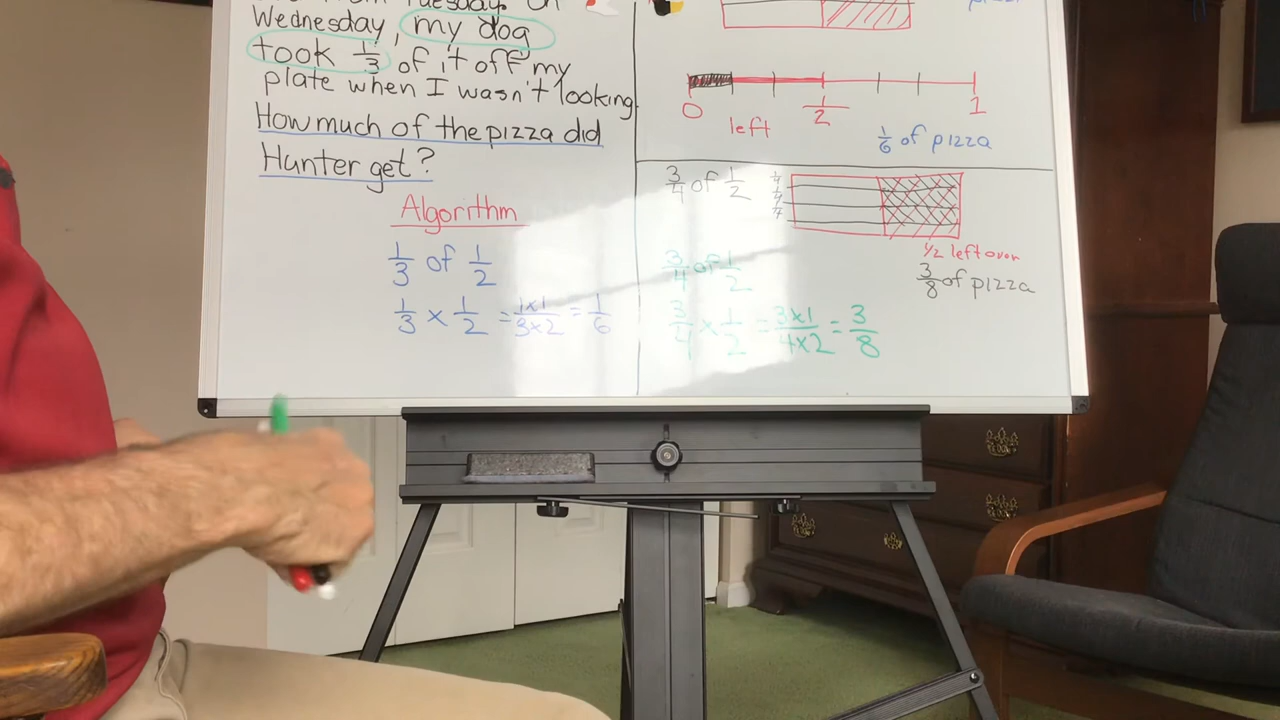 Tuesday. On
Wednesday, my dog
took 1/3 of it off my
plate when I wasn't looking
How much of the pizza did
Hunter get?
Algorithm
1/3 of 1/2
1/3 x 1/2 = 1x1/3x2 = 1/6
0 1/2 1
left
1/6 of pizza
3/4 of 1/2
1/2 left over
3/8 of pizza
3/4 of 1/2
3/4 x 1/2 = 3x1/4x2 = 3/8